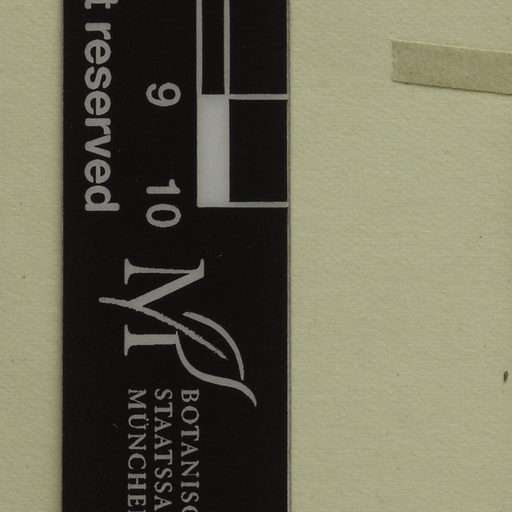 t reserved
9 10
M
BOTANISC
STAATSSA
MÜNCHE